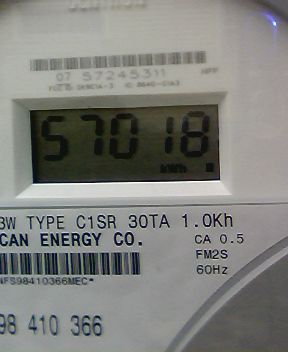 07 57245311
57018
kWh
3W TYPE C1SR 30TA 1.0Kh
CAN ENERGY CO.
CA 0.5
FM2S
60Hz
NFS98410366MEC*
98 410 366